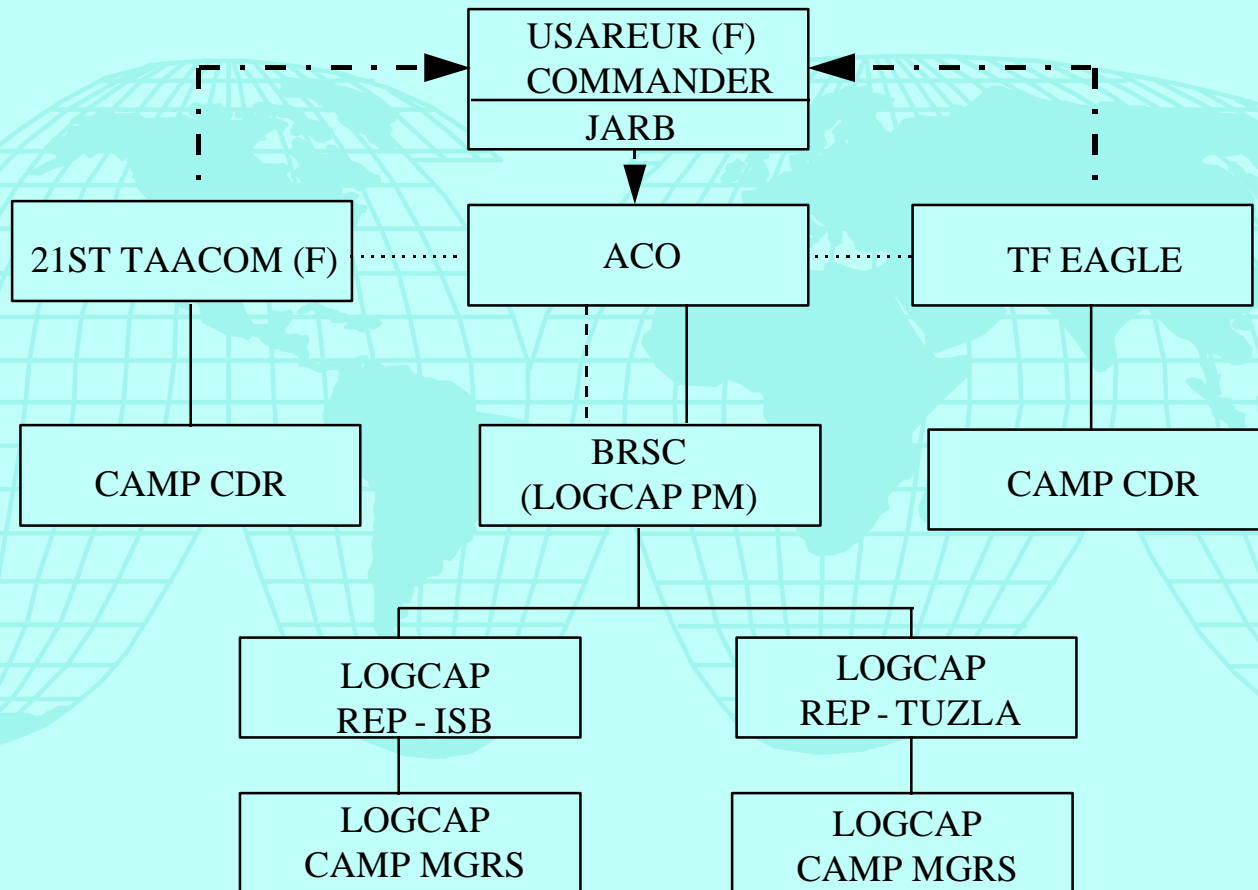 USAREUR (F)
COMMANDER
JARB
21ST TAACOM (F)
ACO
TF EAGLE
CAMP CDR
BRSC
(LOGCAP PM)
CAMP CDR
LOGCAP
REP - ISB
LOGCAP
REP - TUZLA
LOGCAP
CAMP MGRS
LOGCAP
CAMP MGRS